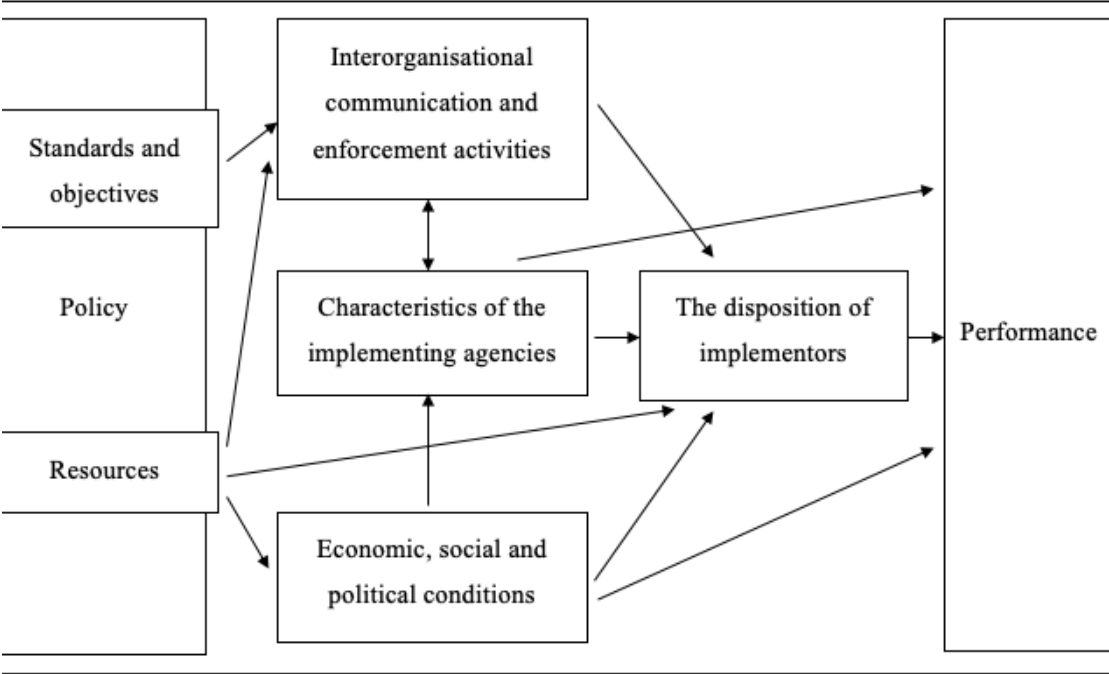 Interorganisational
communication and
enforcement activities
Standards and
objectives
Policy
Characteristics of the
implementing agencies
The disposition of
implementors
Performance
Resources
Economic, social and
political conditions